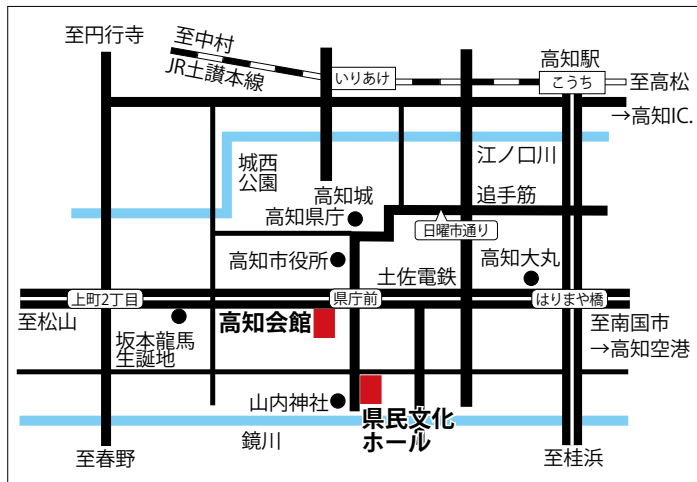 至円行寺
至中村
JR土讃本線
いりあけ
高知駅
こうち
至高松
→高知IC.
城西
公園
江ノ口川
高知城
高知県庁
追手筋
日曜市通り
高知市役所
土佐電鉄
高知大丸
上町2丁目
県庁前
はりまや橋
至松山
坂本龍馬
生誕地
高知会館
至南国市
→高知空港
山内神社
県民文化
ホール
鏡川
至春野
至桂浜